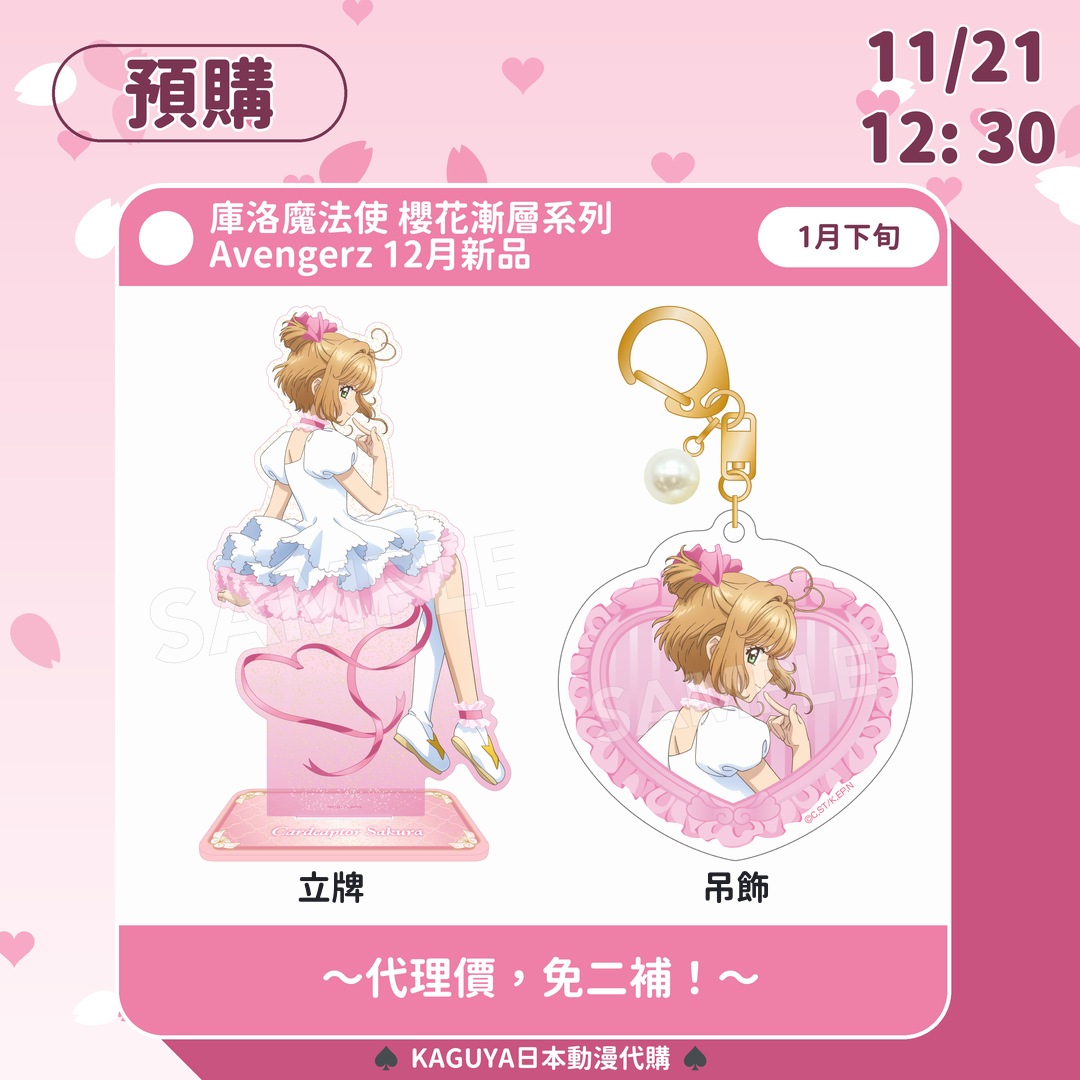 預購
11/21
12: 30
庫洛魔法使 櫻花漸層系列
Avengerz 12月新品
1月下旬
SAMPLE
SAMPLE
Cardcaptor Sakura
©C.ST/K,EP,N
立牌
吊飾
～代理價，免二補！～
♠ KAGUYA日本動漫代購 ♠